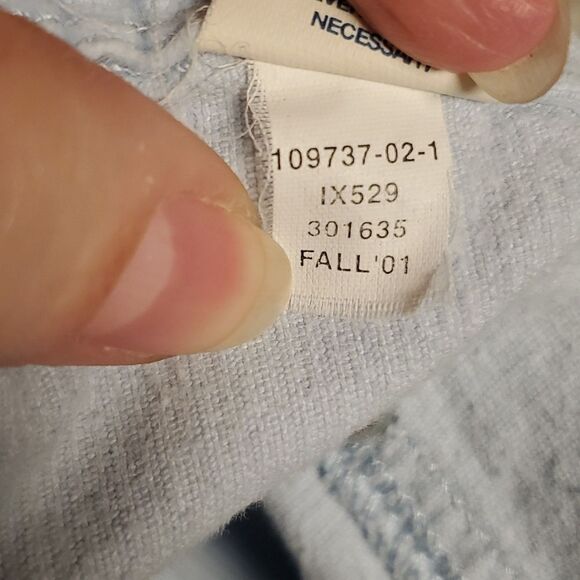 NECESSARY
109737-02-1
IX529
301635
FALL'01